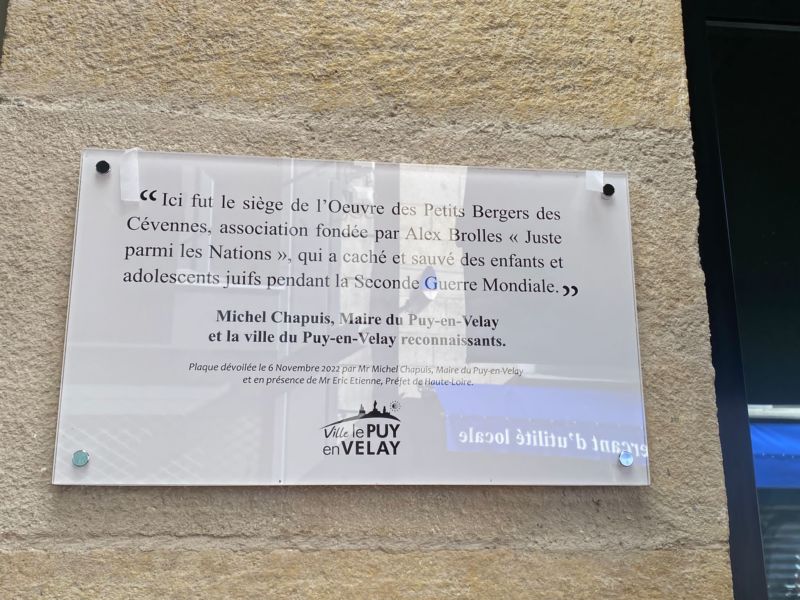 “ Ici fut le siège de l’Oeuvre des Petits Bergers des
Cévennes, association fondée par Alex Brolles « Juste
parmi les Nations », qui a caché et sauvé des enfants et
adolescents juifs pendant la Seconde Guerre Mondiale. ”
Michel Chapuis, Maire du Puy-en-Velay
et la ville du Puy-en-Velay reconnaissants.
Plaque dévoilée le 6 Novembre 2022 par Mr Michel Chapuis, Maire du Puy-en-Velay
et en présence de Mr Eric Etienne, Préfet de Haute-Loire.
Ville le PUY
en VELAY
erçant d’utilité locale